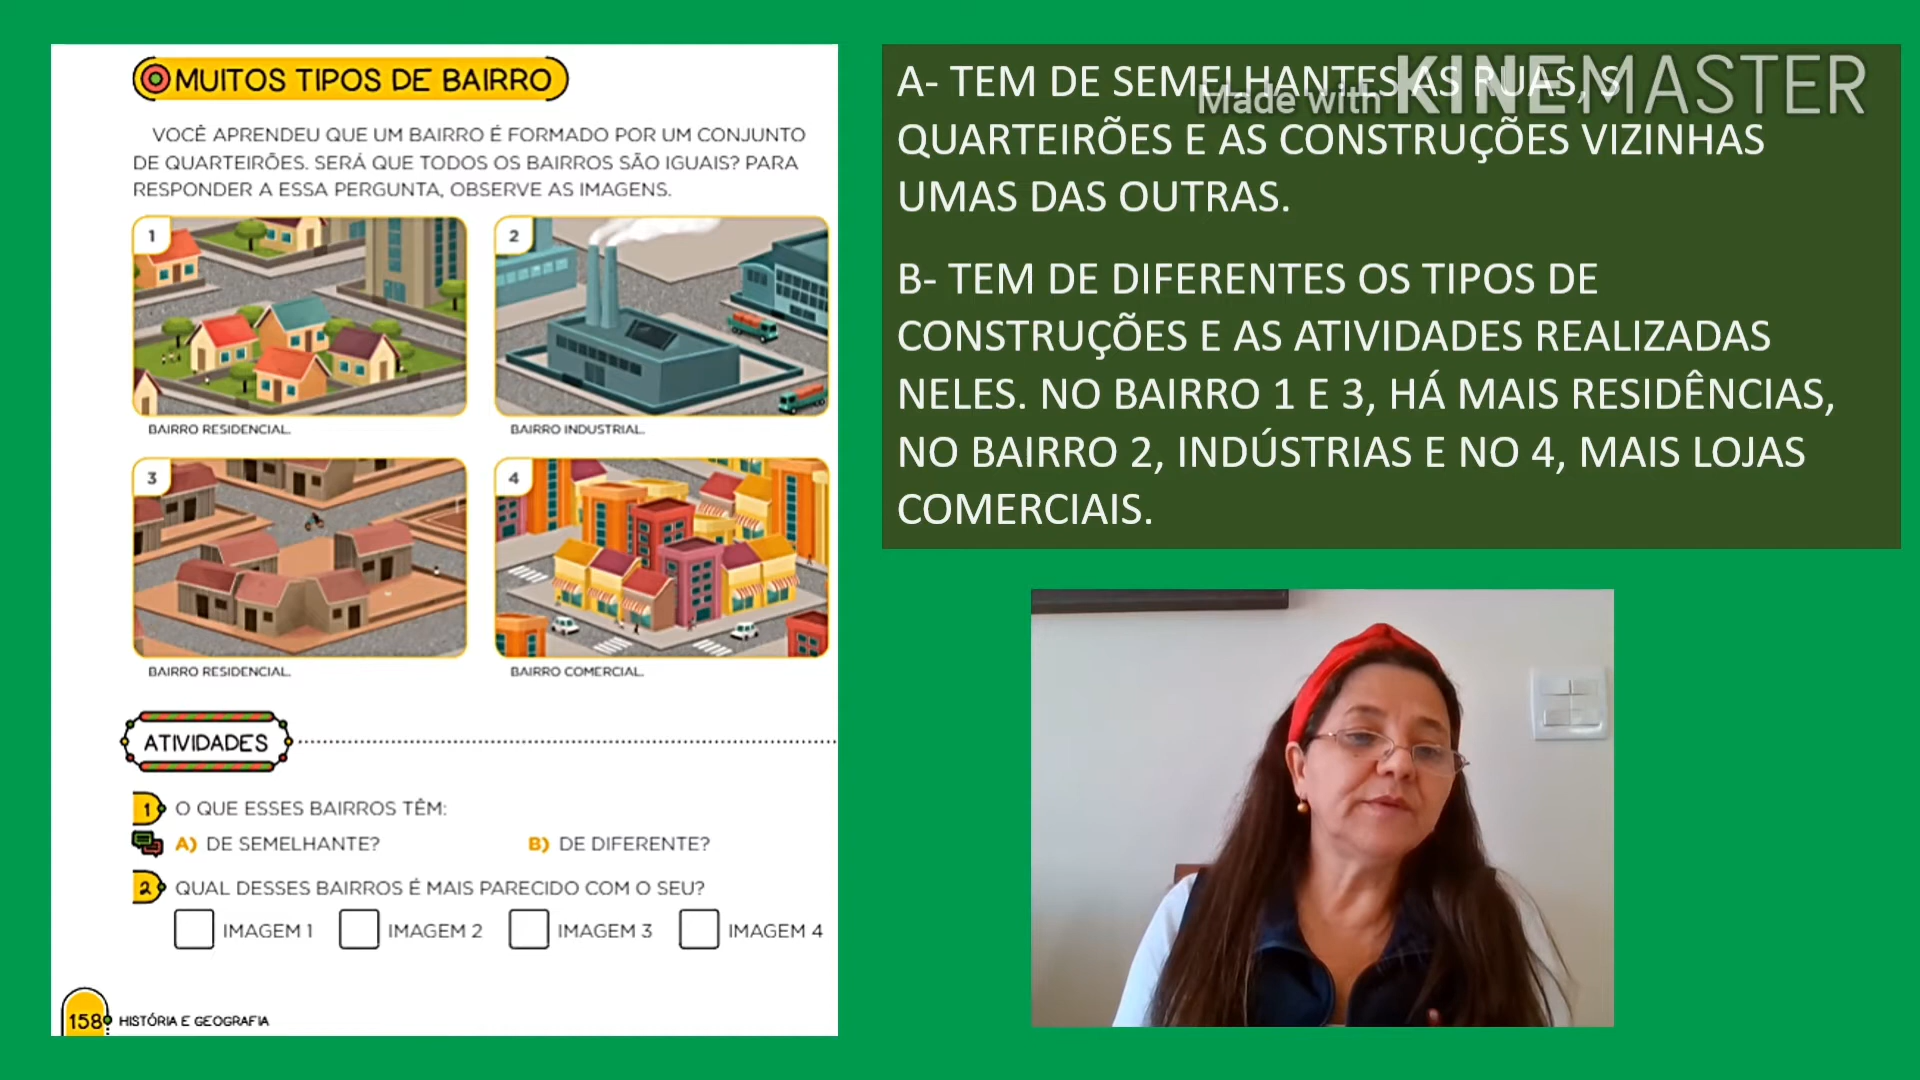 MUITOS TIPOS DE BAIRRO
VOCÊ APRENDEU QUE UM BAIRRO É FORMADO POR UM CONJUNTO
DE QUARTEIRÕES. SERÁ QUE TODOS OS BAIRROS SÃO IGUAIS? PARA
RESPONDER A ESSA PERGUNTA, OBSERVE AS IMAGENS.
1
2
BAIRRO RESIDENCIAL.
BAIRRO INDUSTRIAL.
3
4
BAIRRO RESIDENCIAL.
BAIRRO COMERCIAL.
ATIVIDADES
1 O QUE ESSES BAIRROS TÊM:
A) DE SEMELHANTE?
B) DE DIFERENTE?
2 QUAL DESSES BAIRROS É MAIS PARECIDO COM O SEU?
IMAGEM 1 IMAGEM 2 IMAGEM 3 IMAGEM 4
158 HISTÓRIA E GEOGRAFIA
A- TEM DE SEMELHANTES AS RUAS, S
QUARTEIRÕES E AS CONSTRUÇÕES VIZINHAS
UMAS DAS OUTRAS.
B- TEM DE DIFERENTES OS TIPOS DE
CONSTRUÇÕES E AS ATIVIDADES REALIZADAS
NELES. NO BAIRRO 1 E 3, HÁ MAIS RESIDÊNCIAS,
NO BAIRRO 2, INDÚSTRIAS E NO 4, MAIS LOJAS
COMERCIAIS.
Made with KINEMASTER